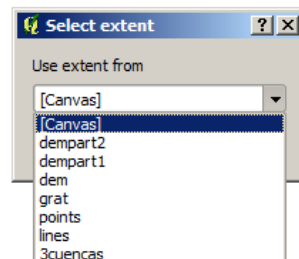 Select extent
Use extent from
[Canvas]
[Canvas]
dempart2
dempart1
dem
grat
points
lines
3cuencas